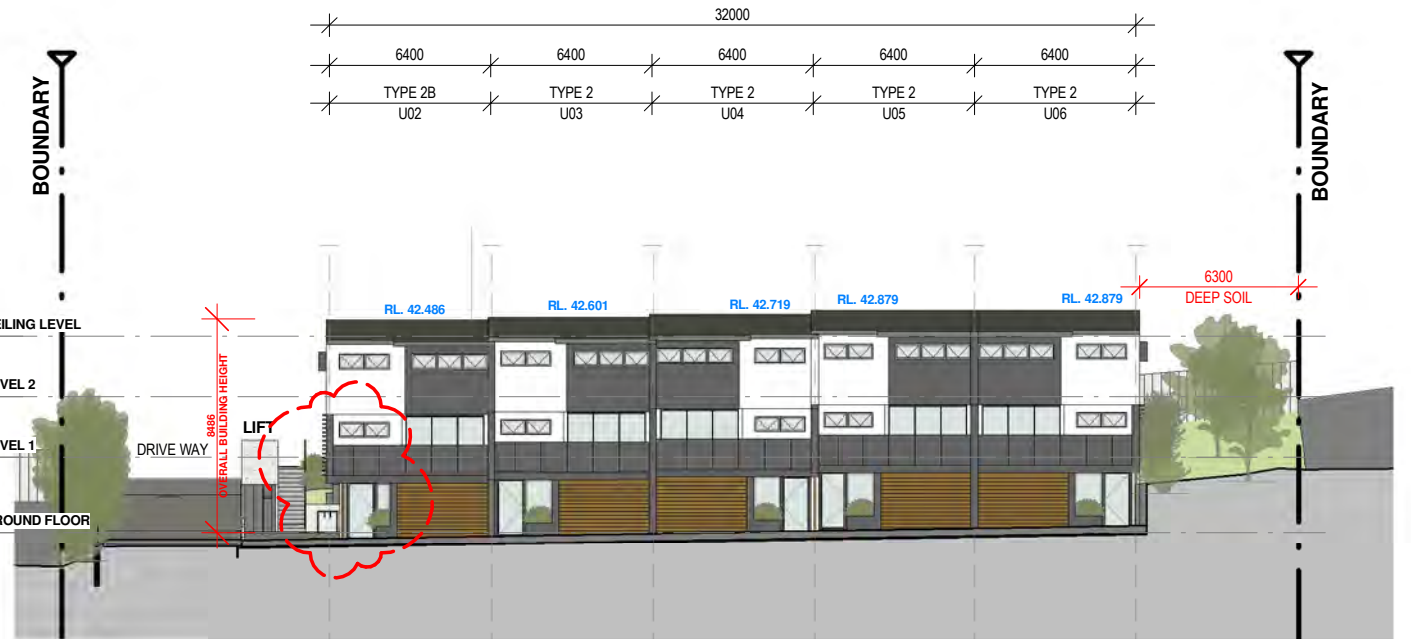 32000
6400 6400 6400 6400 6400
TYPE 2B TYPE 2 TYPE 2 TYPE 2 TYPE 2
U02 U03 U04 U05 U06
BOUNDARY
BOUNDARY
6300
DEEP SOIL
RL. 42.486 RL. 42.601 RL. 42.719 RL. 42.879 RL. 42.879
EILING LEVEL
VEL 2
8486
OVERALL BUILDING HEIGHT
LIFT
VEL 1
DRIVE WAY
ROUND FLOOR